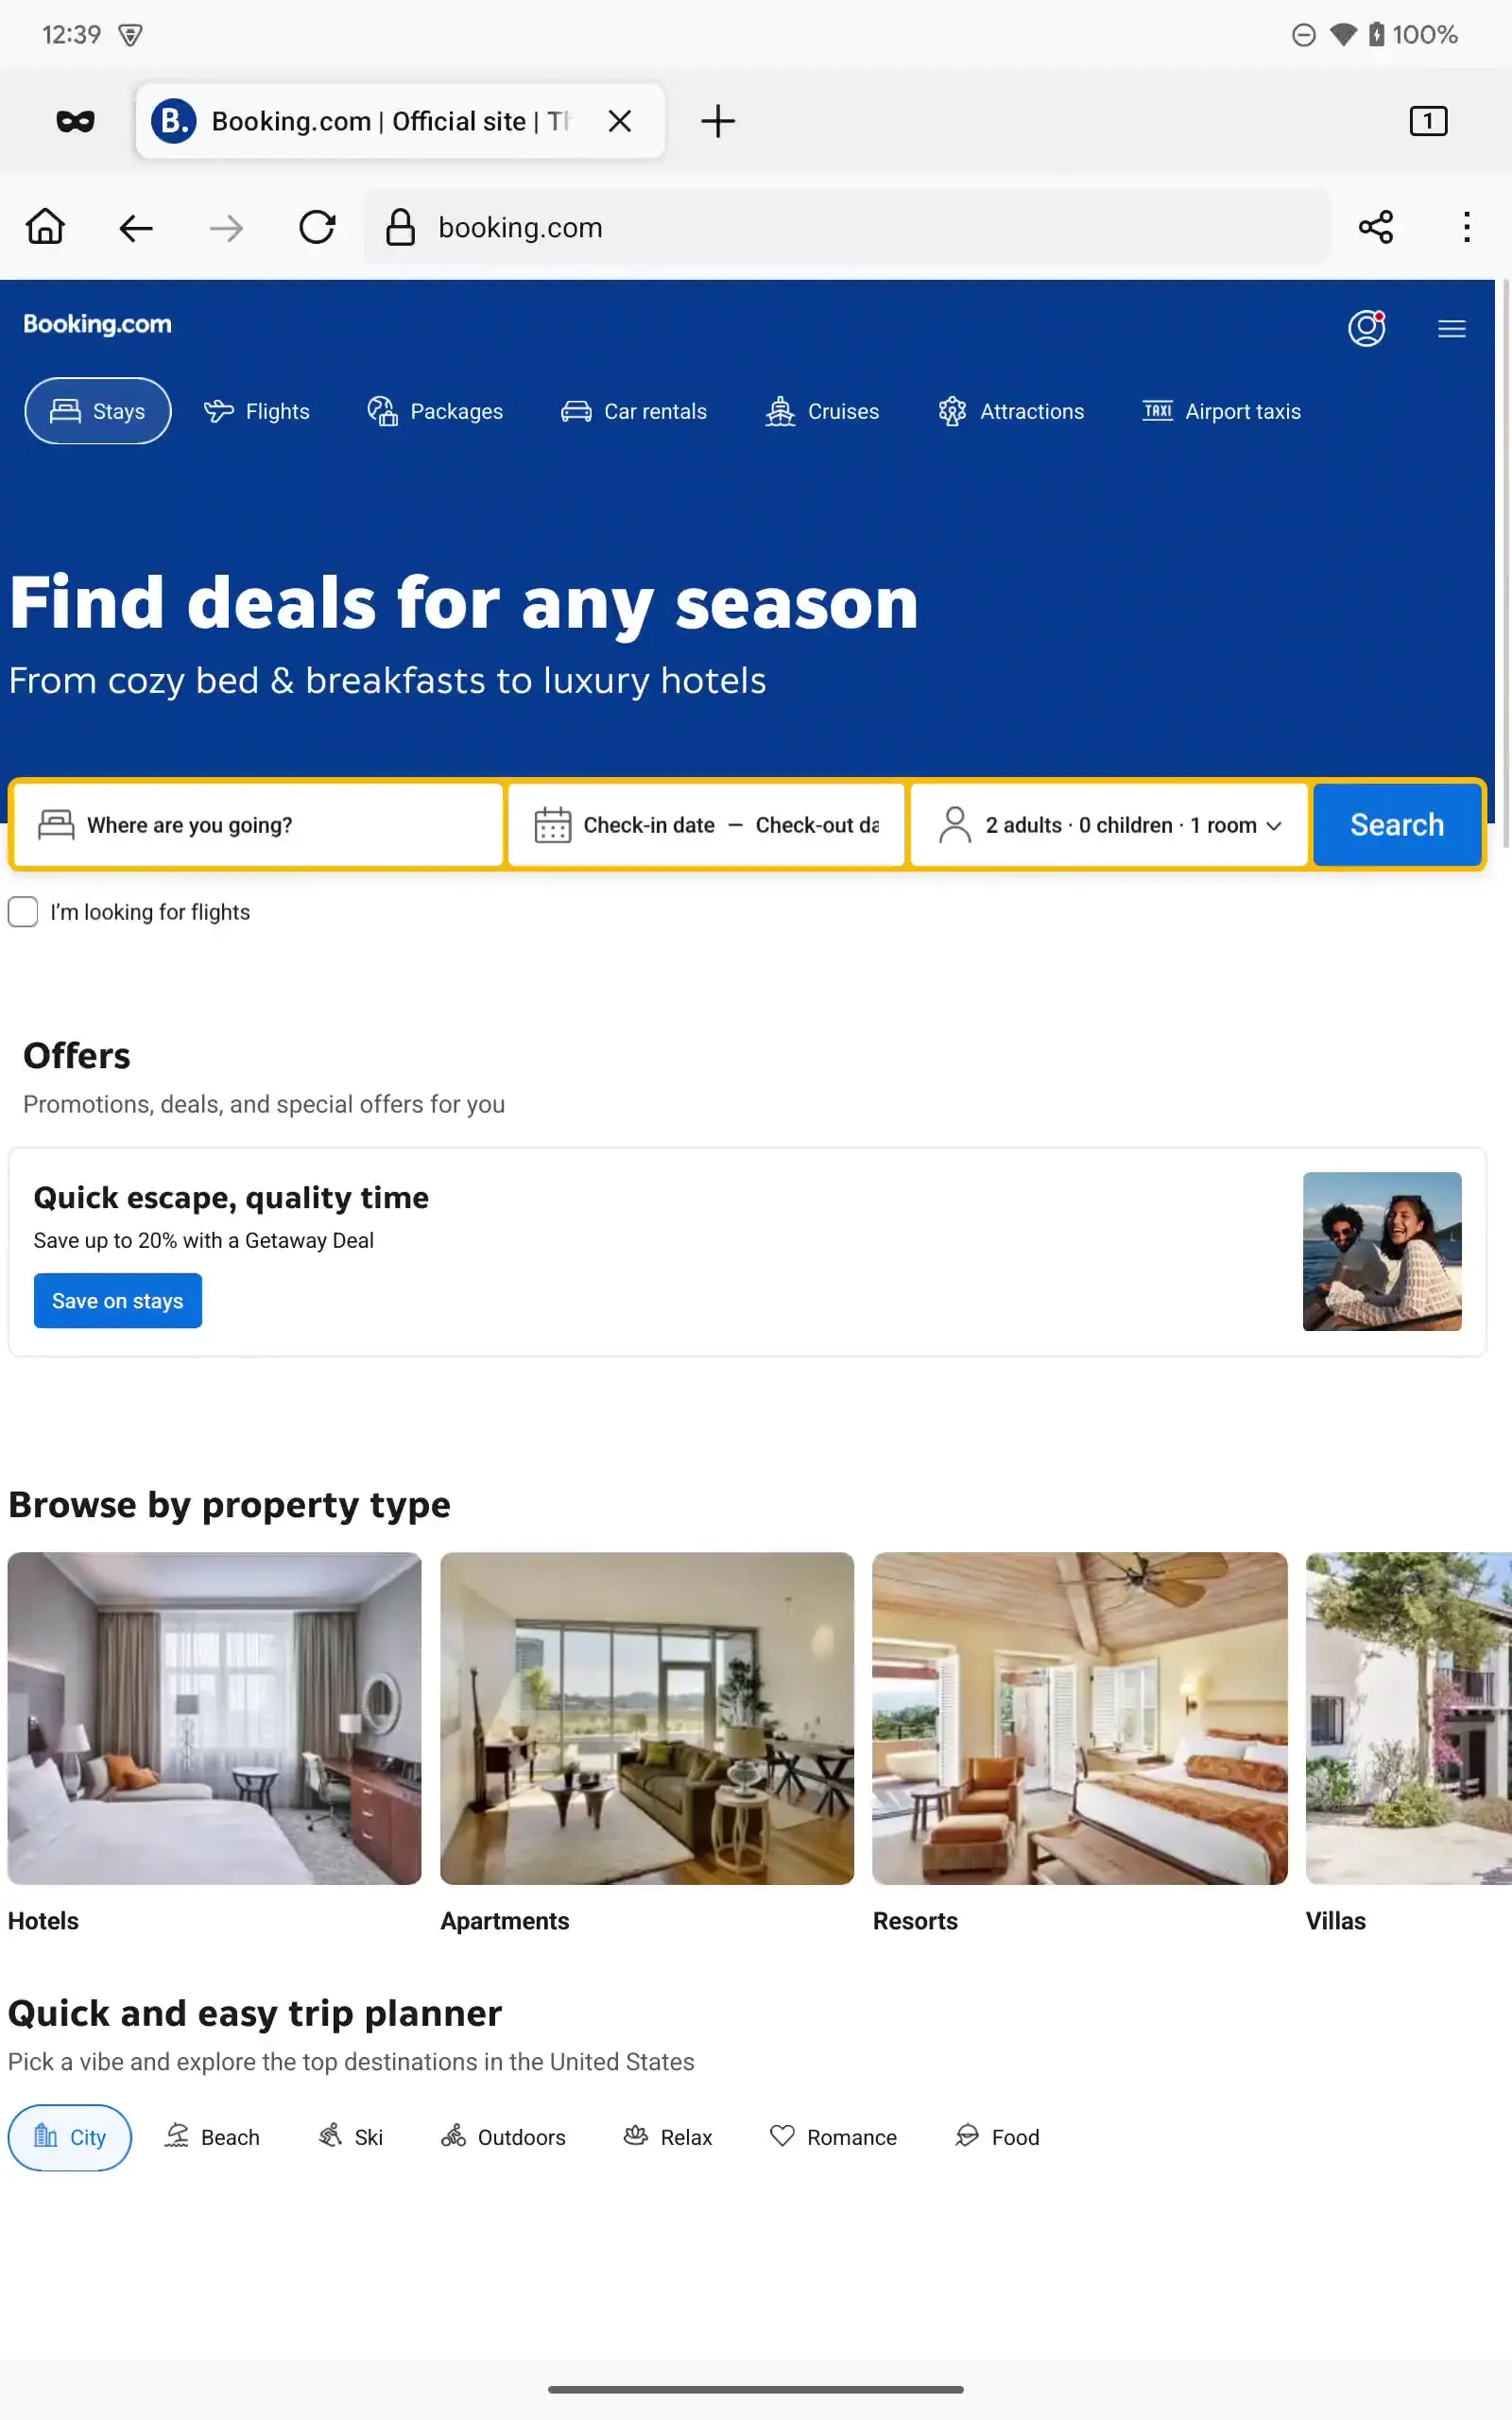 12:39
100%
B. Booking.com | Official site | Th
1
booking.com
Booking.com
Stays Flights Packages Car rentals Cruises Attractions TAXI Airport taxis
Find deals for any season
From cozy bed & breakfasts to luxury hotels
Where are you going? Check-in date — Check-out da 2 adults · 0 children · 1 room Search
I'm looking for flights
Offers
Promotions, deals, and special offers for you
Quick escape, quality time
Save up to 20% with a Getaway Deal
Save on stays
Browse by property type
Hotels Apartments Resorts Villas
Quick and easy trip planner
Pick a vibe and explore the top destinations in the United States
City Beach Ski Outdoors Relax Romance Food